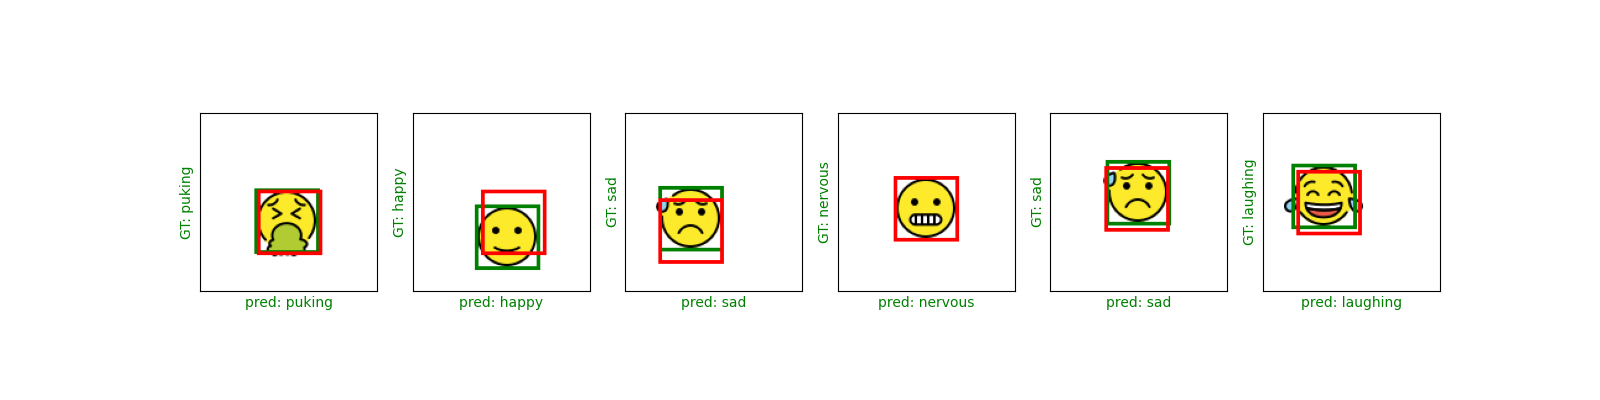 GT: puking
pred: puking
GT: happy
pred: happy
GT: sad
pred: sad
GT: nervous
pred: nervous
GT: sad
pred: sad
GT: laughing
pred: laughing